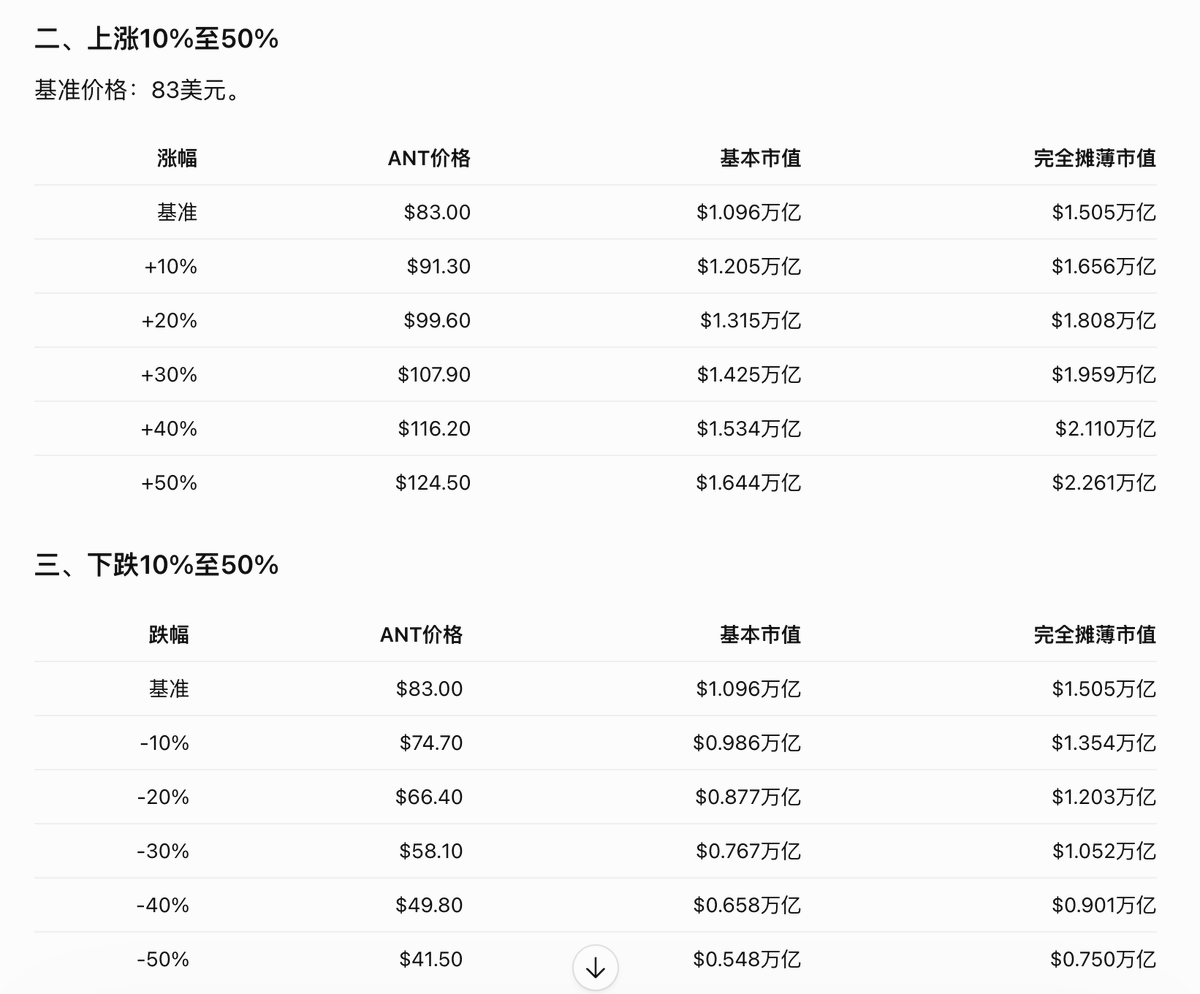 二、上涨10%至50%
基准价格：83美元。
涨幅 ANT价格 基本市值 完全摊薄市值
基准 $83.00 $1.096万亿 $1.505万亿
+10% $91.30 $1.205万亿 $1.656万亿
+20% $99.60 $1.315万亿 $1.808万亿
+30% $107.90 $1.425万亿 $1.959万亿
+40% $116.20 $1.534万亿 $2.110万亿
+50% $124.50 $1.644万亿 $2.261万亿
三、下跌10%至50%
跌幅 ANT价格 基本市值 完全摊薄市值
基准 $83.00 $1.096万亿 $1.505万亿
-10% $74.70 $0.986万亿 $1.354万亿
-20% $66.40 $0.877万亿 $1.203万亿
-30% $58.10 $0.767万亿 $1.052万亿
-40% $49.80 $0.658万亿 $0.901万亿
-50% $41.50 $0.548万亿 $0.750万亿